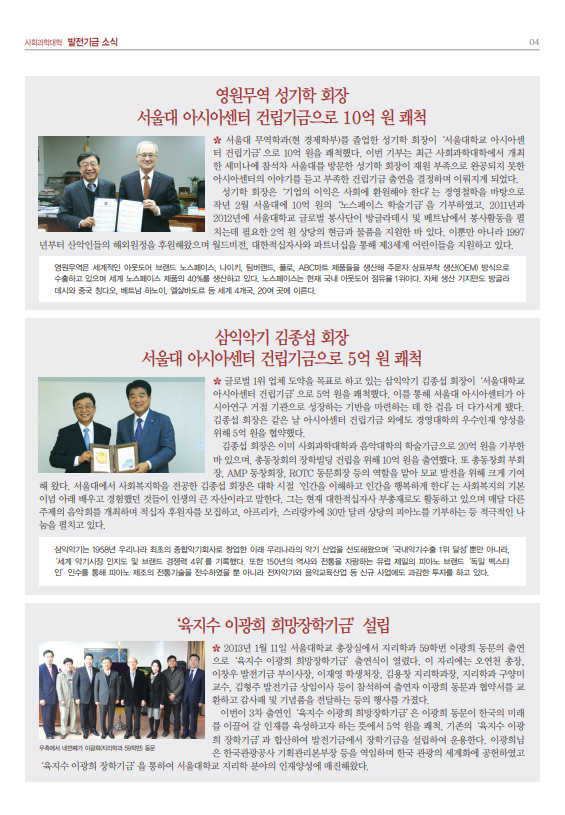 사회과학대학 발전기금 소식
04
영원무역 성기학 회장
서울대 아시아센터 건립기금으로 10억 원 쾌척
✿ 서울대 무역학과(현 경제학부)를 졸업한 성기학 회장이 ‘서울대학교 아시아센
터 건립기금’으로 10억 원을 쾌척했다. 이번 기부는 최근 사회과학대학에서 개최
한 세미나에 참석차 서울대를 방문한 성기학 회장이 재원 부족으로 완공되지 못한
아시아센터의 이야기를 듣고 부족한 건립기금 출연을 결정하며 이뤄지게 되었다.
성기학 회장은 ‘기업의 이익은 사회에 환원해야 한다’는 경영철학을 바탕으로
작년 2월 서울대에 10억 원의 ‘노스페이스 학술기금’을 기부하였고, 2011년과
2012년에 서울대학교 글로벌 봉사단이 방글라데시 및 베트남에서 봉사활동을 펼
치는데 필요한 2억 원 상당의 현금과 물품을 지원한 바 있다. 이뿐만 아니라 1997
년부터 산악인들의 해외원정을 후원해왔으며 월드비전, 대한적십자사와 파트너십을 통해 제3세계 어린이들을 지원하고 있다.
영원무역은 세계적인 아웃도어 브랜드 노스페이스, 나이키, 팀버랜드, 폴로, ABC마트 제품들을 생산해 주문자 상표부착 생산(OEM) 방식으로
수출하고 있으며 세계 노스페이스 제품의 40%를 생산하고 있다. 노스페이스는 현재 국내 아웃도어 점유율 1위이다. 자체 생산 기지만도 방글라
데시와 중국 칭다오, 베트남 하노이, 엘살바도르 등 세계 4개국, 20여 곳에 이른다.
삼익악기 김종섭 회장
서울대 아시아센터 건립기금으로 5억 원 쾌척
✿ 글로벌 1위 업체 도약을 목표로 하고 있는 삼익악기 김종섭 회장이 ‘서울대학교
아시아센터 건립기금’으로 5억 원을 쾌척했다. 이를 통해 서울대 아시아센터가 아
시아연구 거점 기관으로 성장하는 기반을 마련하는 데 한 걸음 더 다가서게 됐다.
김종섭 회장은 같은 날 아시아센터 건립기금 외에도 경영대학의 우수인재 양성을
위해 5억 원을 협약했다.
김종섭 회장은 이미 사회과학대학과 음악대학의 학술기금으로 20억 원을 기부한
바 있으며, 총동창회의 장학빌딩 건립을 위해 10억 원을 출연했다. 또 총동창회 부회
장, AMP 동창회장, ROTC 동문회장 등의 역할을 맡아 모교 발전을 위해 크게 기여
해 왔다. 서울대에서 사회복지학을 전공한 김종섭 회장은 대학 시절 ‘인간을 이해하고 인간을 행복하게 한다’는 사회복지의 기본
이념 아래 배우고 경험했던 것들이 인생의 큰 자산이라고 말한다. 그는 현재 대한적십자사 부총재로도 활동하고 있으며 매달 다른
주제의 음악회를 개최하며 적십자 후원자를 모집하고, 아프리카, 스리랑카에 30만 달러 상당의 피아노를 기부하는 등 적극적인 나
눔을 펼치고 있다.
삼익악기는 1958년 우리나라 최초의 종합악기회사로 창업한 이래 우리나라의 악기 산업을 선도해왔으며 ‘국내악기수출 1위 달성’뿐만 아니라,
‘세계 악기시장 인지도 및 브랜드 경쟁력 4위’를 기록했다. 또한 150년의 역사와 전통을 자랑하는 유럽 제일의 피아노 브랜드 ‘독일 벡스타
인’ 인수를 통해 피아노 제조의 전통기술을 전수하였을 뿐 아니라 전자악기와 음악교육산업 등 신규 사업에도 과감한 투자를 하고 있다.
‘육지수 이광희 희망장학기금’ 설립
✿ 2013년 1월 11일 서울대학교 총장실에서 지리학과 59학번 이광희 동문의 출연
으로 ‘육지수 이광희 희망장학기금’ 출연식이 열렸다. 이 자리에는 오연천 총장,
이창우 발전기금 부이사장, 이재영 학생처장, 김용창 지리학과장, 지리학과 구양미
교수, 김형주 발전기금 상임이사 등이 참석하여 출연자 이광희 동문과 협약서를 교
환하고 감사패 및 기념품을 전달하는 등의 행사를 가졌다.
이번이 3차 출연인 ‘육지수 이광희 희망장학기금’은 이광희 동문이 한국의 미래
를 이끌어 갈 인재를 육성하고자 하는 뜻에서 5억 원을 쾌척, 기존의 ‘육지수 이광
희 장학기금’과 합산하여 발전기금에서 장학기금을 설립하여 운용한다. 이광희님
은 한국관광공사 기획관리본부장 등을 역임하며 한국 관광의 세계화에 공헌하였고
우측에서 네번째가 이광희(지리학과 59학번) 동문
‘육지수 이광희 장학기금’을 통하여 서울대학교 지리학 분야의 인재양성에 매진해왔다.